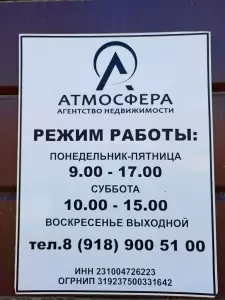 АТМОСФЕРА
АГЕНТСТВО НЕДВИЖИМОСТИ
РЕЖИМ РАБОТЫ:
ПОНЕДЕЛЬНИК-ПЯТНИЦА
9.00 - 17.00
СУББОТА
10.00 - 15.00
ВОСКРЕСЕНЬЕ ВЫХОДНОЙ
тел.8 (918) 900 51 00
ИНН 231004726223
ОГРНИП 319237500331642